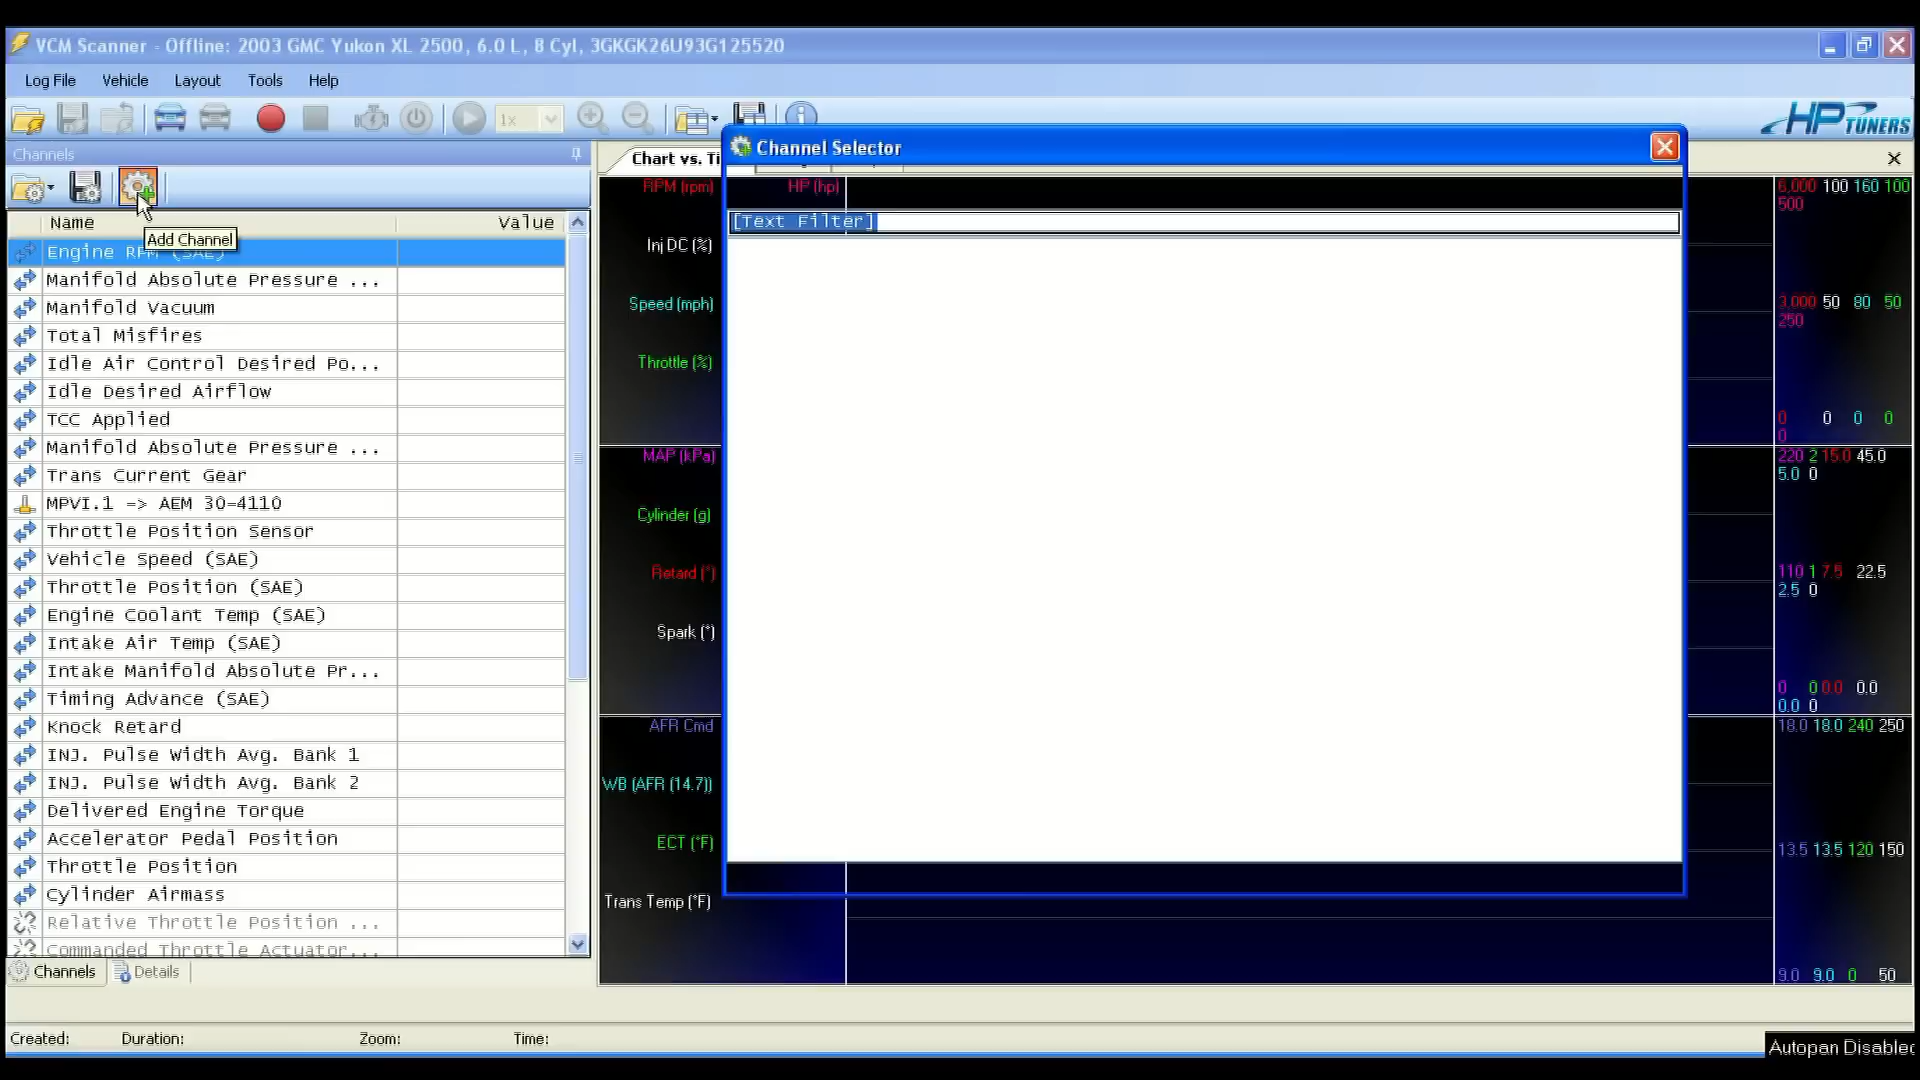 VCM Scanner - Offline: 2003 GMC Yukon XL 2500, 6.0 L, 8 Cyl, 3GKGK26U93G125520
Log File Vehicle Layout Tools Help
1x
HP TUNERS
Channels
Name Value
Add Channel
Engine RPM (SAE)
Manifold Absolute Pressure ...
Manifold Vacuum
Total Misfires
Idle Air Control Desired Po...
Idle Desired Airflow
TCC Applied
Manifold Absolute Pressure ...
Trans Current Gear
MPVI.1 => AEM 30-4110
Throttle Position Sensor
Vehicle Speed (SAE)
Throttle Position (SAE)
Engine Coolant Temp (SAE)
Intake Air Temp (SAE)
Intake Manifold Absolute Pr...
Timing Advance (SAE)
Knock Retard
INJ. Pulse Width Avg. Bank 1
INJ. Pulse Width Avg. Bank 2
Delivered Engine Torque
Accelerator Pedal Position
Throttle Position
Cylinder Airmass
Relative Throttle Position ...
Commanded Throttle Actuator...
Channels Details
Chart vs. Ti
RPM (rpm) HP (hp)
Inj DC (%)
Speed (mph)
Throttle (%)
MAP (kPa)
Cylinder (g)
Retard (°)
Spark (°)
AFR Cmd
WB (AFR (14.7))
ECT (°F)
Trans Temp (°F)
Channel Selector
[Text Filter]
6,000 100 160 100
500
3,000 50 80 50
250
0 0 0 0
0
220 2 15.0 45.0
5.0 0
110 1 7.5 22.5
2.5 0
0 0 0.0 0.0
0.0 0
18.0 18.0 240 250
13.5 13.5 120 150
9.0 9.0 0 50
Created: Duration: Zoom: Time:
Autopan Disabled